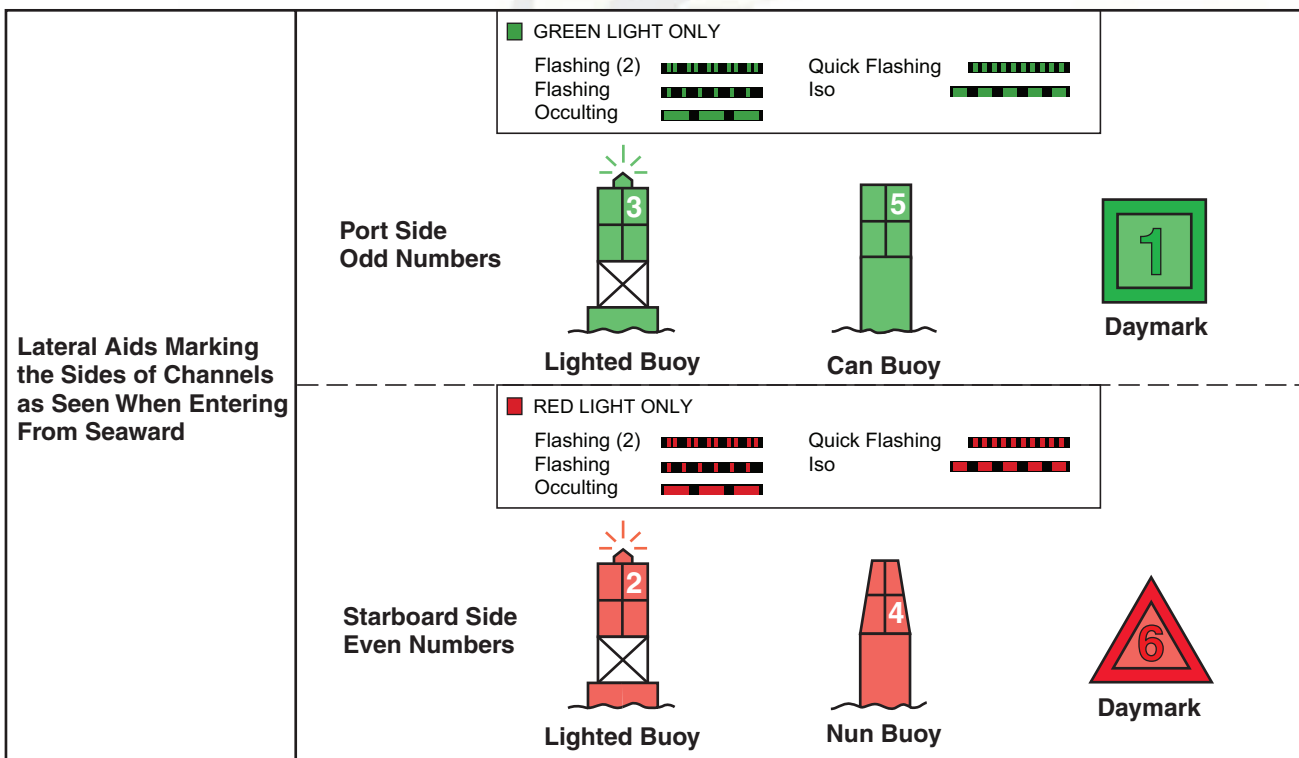 Lateral Aids Marking
the Sides of Channels
as Seen When Entering
From Seaward
GREEN LIGHT ONLY
Flashing (2)
Flashing
Occulting
Quick Flashing
Iso
Port Side
Odd Numbers
3
5
1
Lighted Buoy
Can Buoy
Daymark
RED LIGHT ONLY
Flashing (2)
Flashing
Occulting
Quick Flashing
Iso
Starboard Side
Even Numbers
2
4
6
Lighted Buoy
Nun Buoy
Daymark